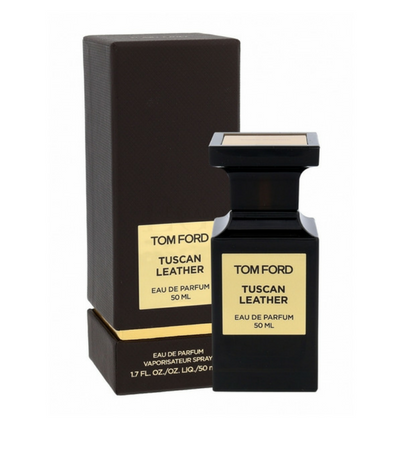 TOM FORD
TUSCAN
LEATHER
EAU DE PARFUM
50 ML
EAU DE PARFUM
VAPORISATEUR SPRAY
1.7 FL. OZ./OZ. LIQ./50
TOM FORD
TUSCAN
LEATHER
EAU DE PARFUM
50 ML